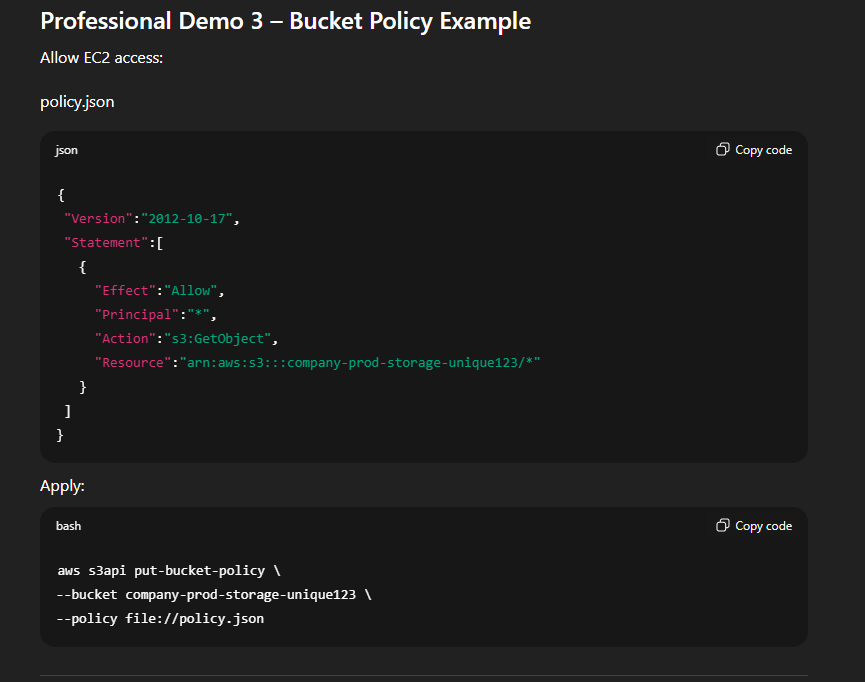 Professional Demo 3 – Bucket Policy Example
Allow EC2 access:
policy.json
json
Copy code
{
"Version":"2012-10-17",
"Statement":[
{
"Effect":"Allow",
"Principal":"*",
"Action":"s3:GetObject",
"Resource":"arn:aws:s3:::company-prod-storage-unique123/*"
}
]
}
Apply:
bash
Copy code
aws s3api put-bucket-policy \
--bucket company-prod-storage-unique123 \
--policy file://policy.json